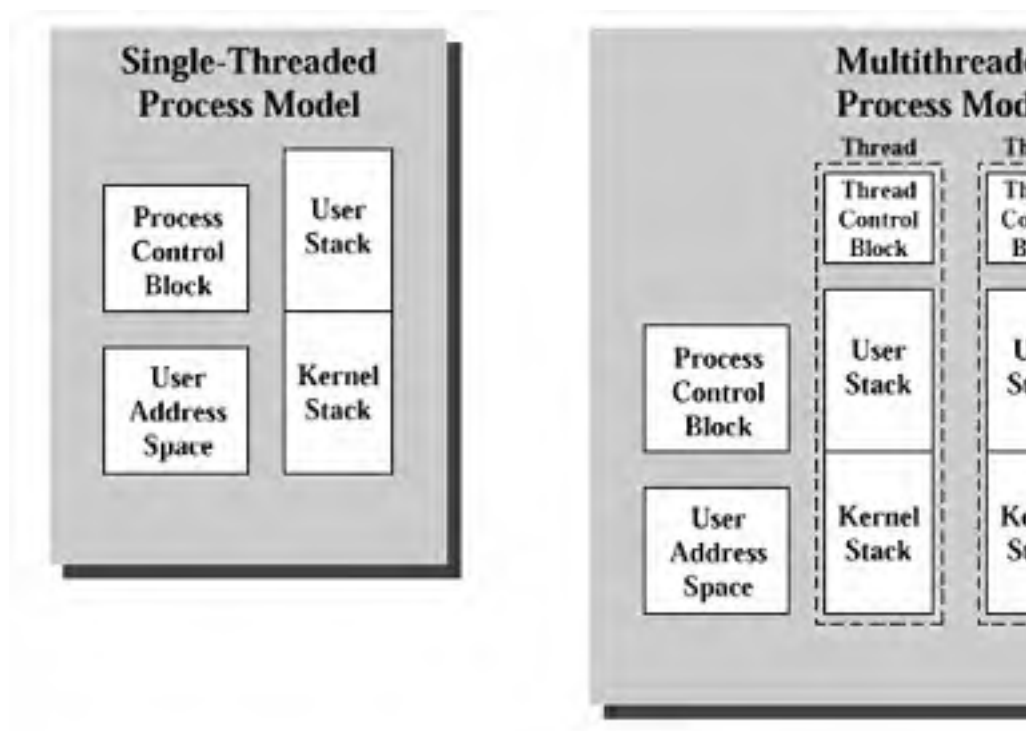 Single-Threaded
Process Model
Process
Control
Block
User
Stack
User
Address
Space
Kernel
Stack
Multithreade
Process Mod
Thread
Thread
Control
Block
Process
Control
Block
User
Stack
User
Address
Space
Kernel
Stack